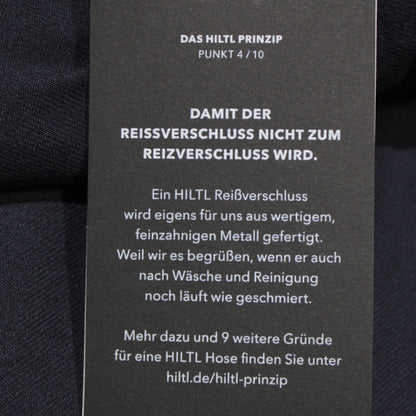 DAS HILTL PRINZIP
PUNKT 4 / 10
DAMIT DER
REISSVERSCHLUSS NICHT ZUM
REIZVERSCHLUSS WIRD.
Ein HILTL Reißverschluss
wird eigens für uns aus wertigem,
feinzahnigen Metall gefertigt.
Weil wir es begrüßen, wenn er auch
nach Wäsche und Reinigung
noch läuft wie geschmiert.
Mehr dazu und 9 weitere Gründe
für eine HILTL Hose finden Sie unter
hiltl.de/hiltl-prinzip